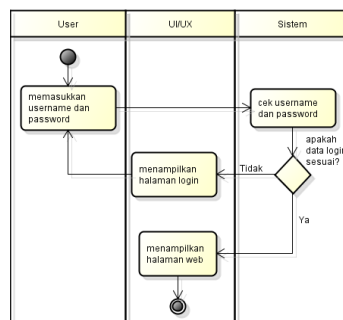 User
UI/UX
Sistem
memasukkan
username dan
password
cek username
dan password
apakah
data login
sesuai?
menampilkan
halaman login
Tidak
Ya
menampilkan
halaman web